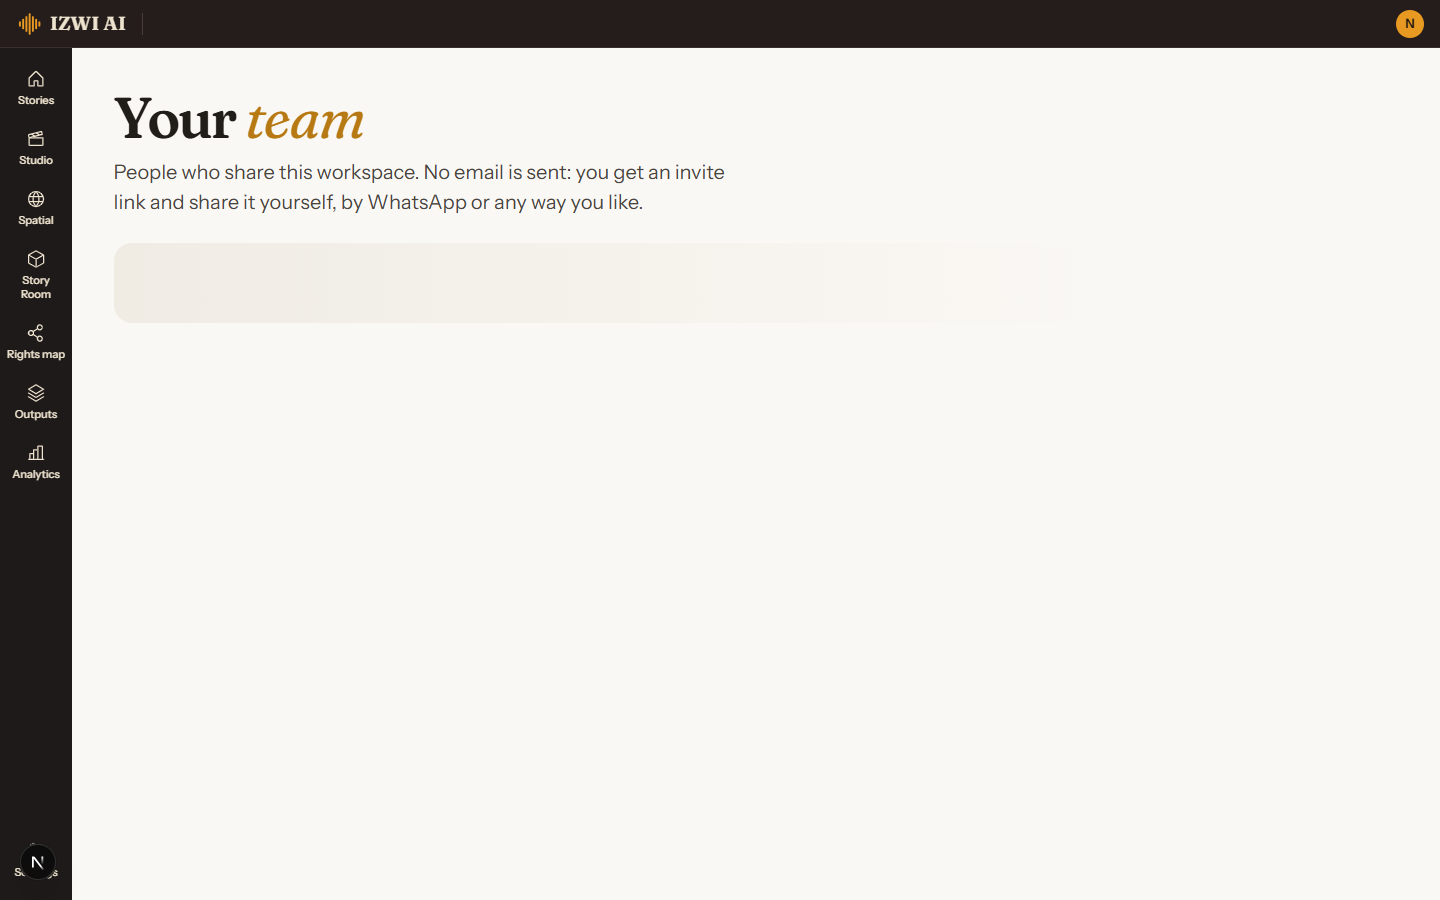 IZWI AI
N
Stories
Studio
Spatial
Story
Room
Rights map
Outputs
Analytics
N
Your team
People who share this workspace. No email is sent: you get an invite
link and share it yourself, by WhatsApp or any way you like.